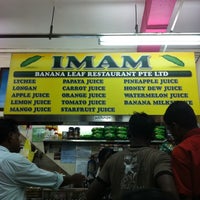 IMAM
BANANA LEAF RESTAURANT PTE LTD
LYCHEE PAPAYA JUICE PINEAPPLE JUICE
LONGAN CARROT JUICE HONEY DEW JUICE
APPLE JUICE ORANGE JUICE WATERMELON JUICE
LEMON JUICE TOMATO JUICE BANANA MILK JUICE
MANGO JUICE STARFRUIT JUICE